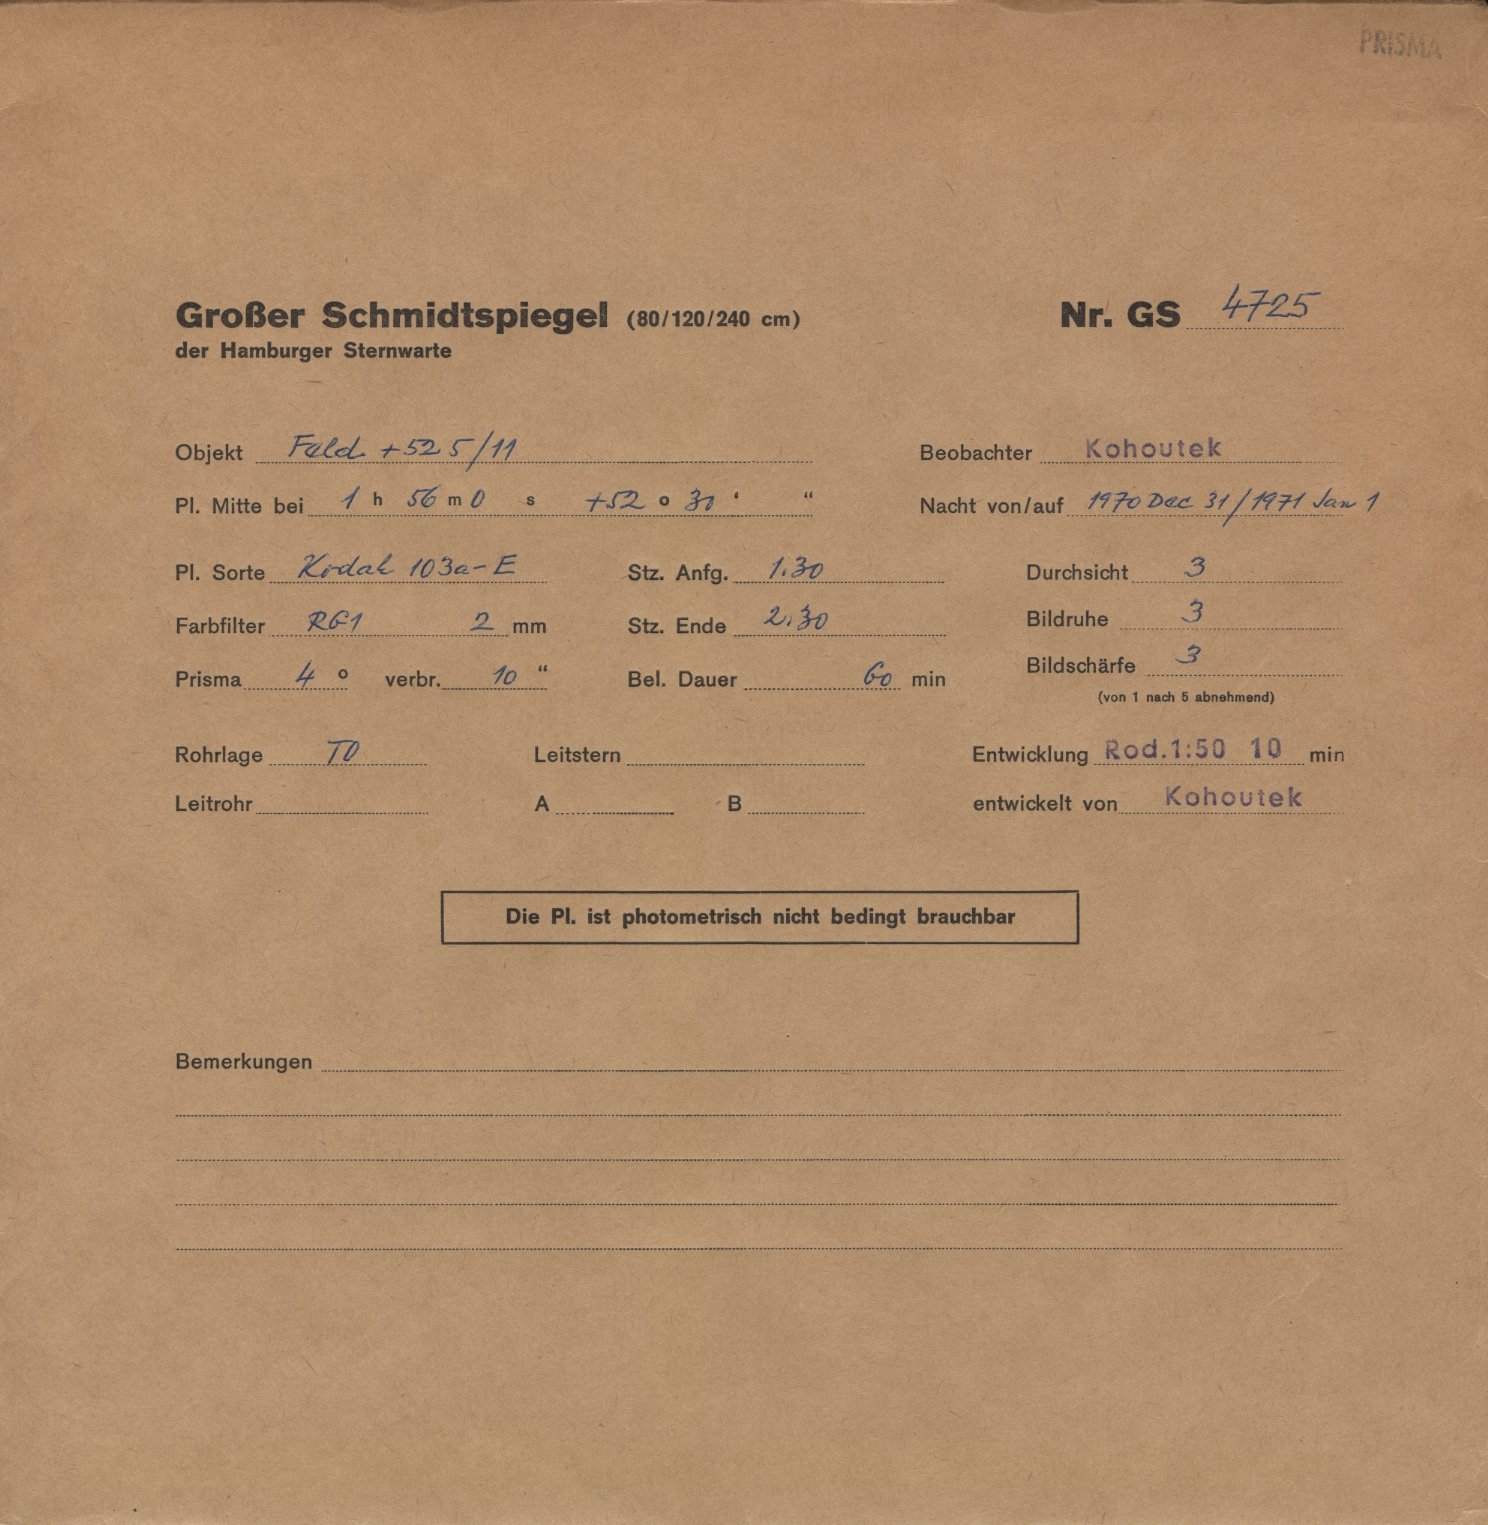 PRISMA
Großer Schmidtspiegel (80/120/240 cm) Nr. GS 4725
der Hamburger Sternwarte
Objekt Feld +52 5/11 Beobachter Kohoutek
Pl. Mitte bei 1 h 56 m 0 s +52 o 30 ‘ “ Nacht von/auf 1970 Dec 31/1971 Jan 1
Pl. Sorte Kodak 103a-E Stz. Anfg. 1.30 Durchsicht 3
Farbfilter RG1 2 mm Stz. Ende 2.30 Bildruhe 3
Prisma 4 o verbr. 10 “ Bel. Dauer 60 min Bildschärfe 3
(von 1 nach 5 abnehmend)
Rohrlage TO Leitstern Entwicklung Rod.1:50 10 min
Leitrohr A B entwickelt von Kohoutek
Die Pl. ist photometrisch nicht bedingt brauchbar
Bemerkungen